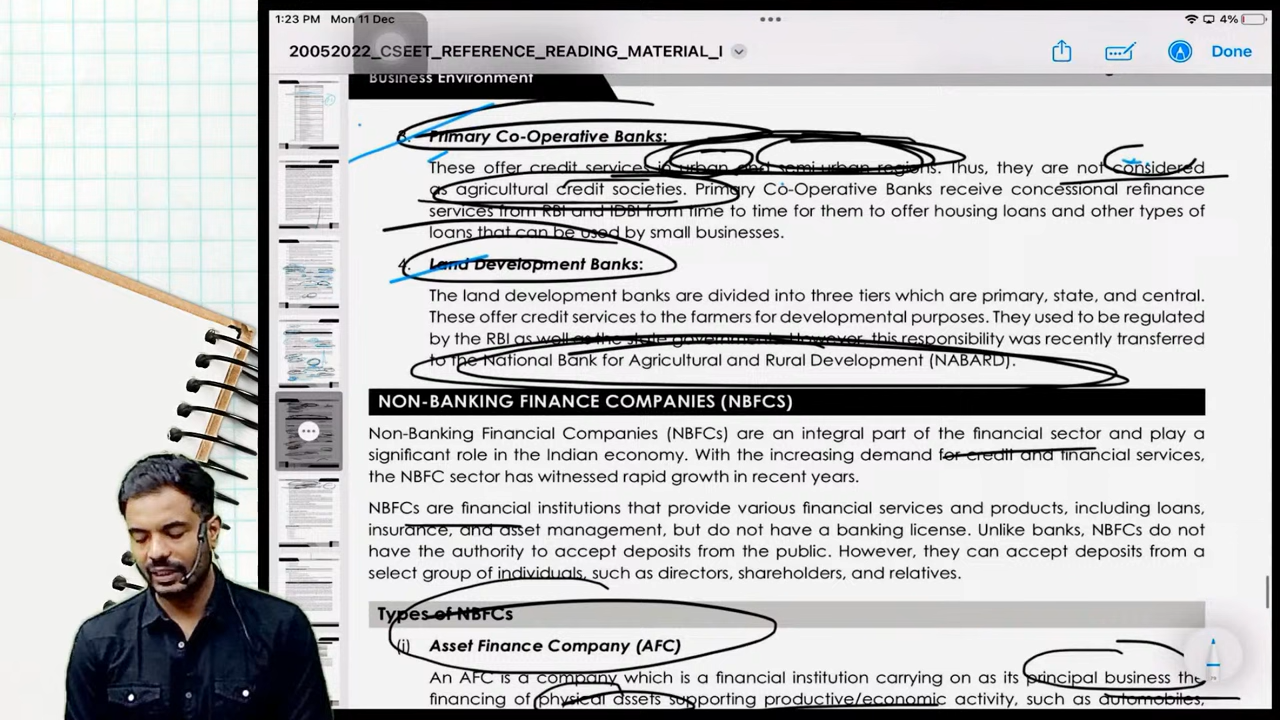 1:23 PM Mon 11 Dec
4%
20052022_CSEET_REFERENCE_READING_MATERIAL_I
Done
Business Environment
3. Primary Co-Operative Banks:
These offer credit services in urban and semi-urban regions. Thus, they are not considered
as agricultural credit societies. Primary Co-Operative Banks receive concessional refinance
services from RBI and IDBI from time to time for them to offer housing loans and other types of
loans that can be used by small businesses.
4. Land Development Banks:
The land development banks are into three tiers which are primary, state, and central.
These offer credit services to the farmers for developmental purposes. They used to be regulated
by the RBI as well as the state governments. However, this responsibility was recently transferred
to the National Bank for Agricultural and Rural Development (NABARD).
NON-BANKING FINANCE COMPANIES (NBFCS)
Non-Banking Financial Companies (NBFCs) are an integral part of the financial sector and play a
significant role in the Indian economy. With the increasing demand for credit and financial services,
the NBFC sector has witnessed rapid growth in recent years.
NBFCs are financial institutions that provide various financial services and products, including loans,
insurance, and asset management, but do not have a banking license. Unlike banks, NBFCs do not
have the authority to accept deposits from the public. However, they can accept deposits from a
select group of individuals, such as directors, shareholders, and relatives.
Types of NBFCs
(i) Asset Finance Company (AFC)
An AFC is a company which is a financial institution carrying on as its principal business the
financing of physical assets supporting productive/economic activity, such as automobiles,